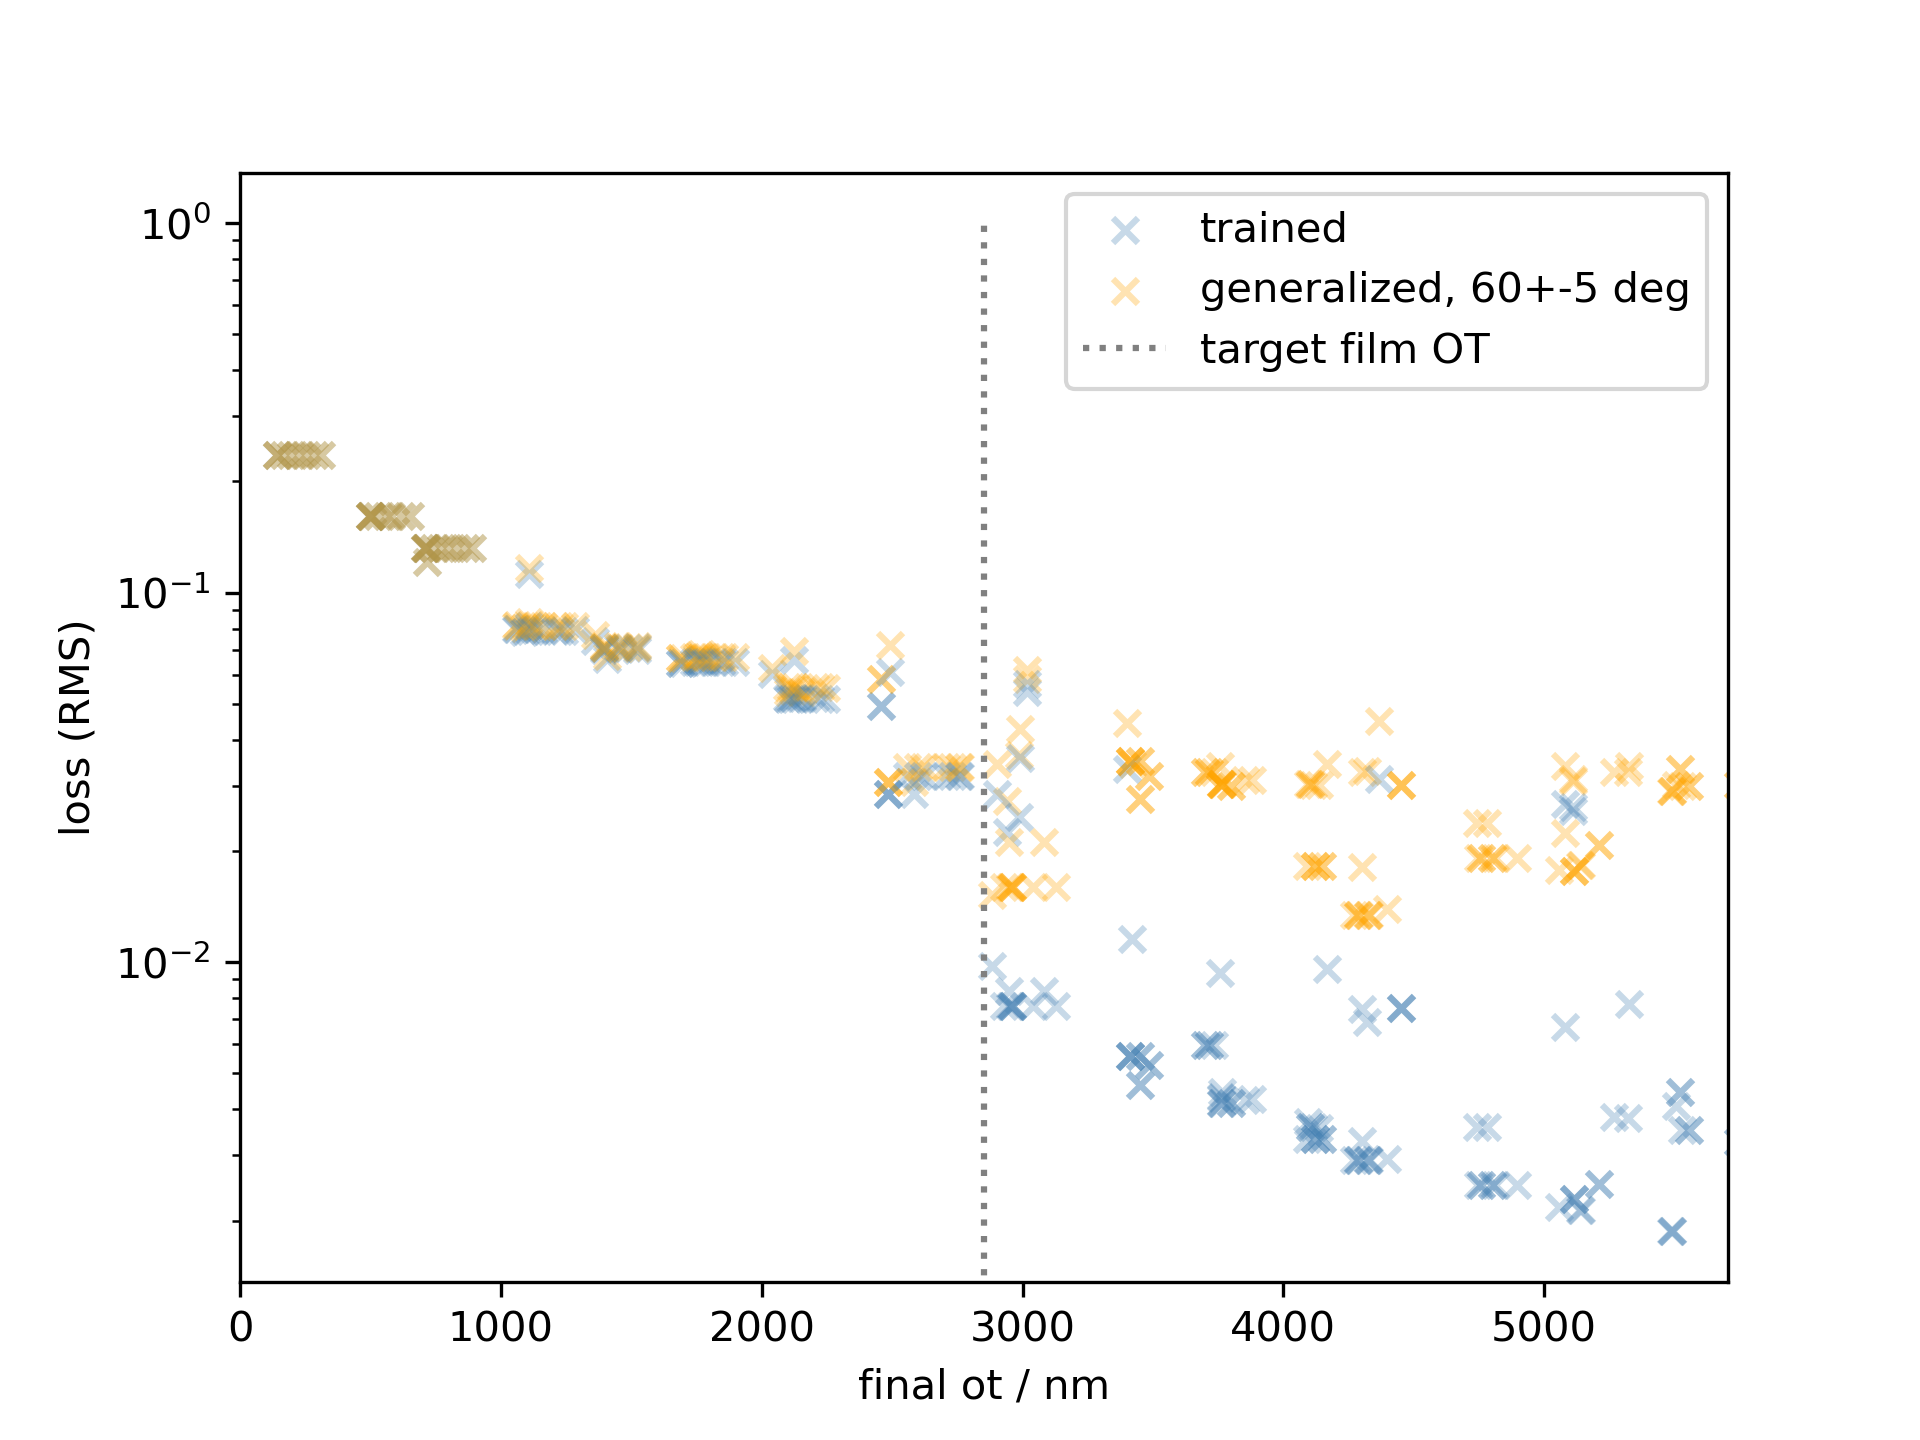 trained
generalized, 60+-5 deg
target film OT
10⁰
10⁻¹
10⁻²
loss (RMS)
0 1000 2000 3000 4000 5000
final ot / nm